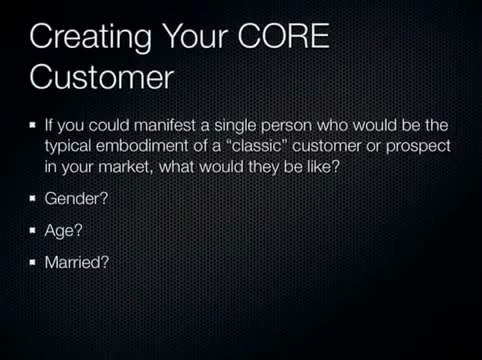 Creating Your CORE
Customer
If you could manifest a single person who would be the
typical embodiment of a “classic” customer or prospect
in your market, what would they be like?
Gender?
Age?
Married?